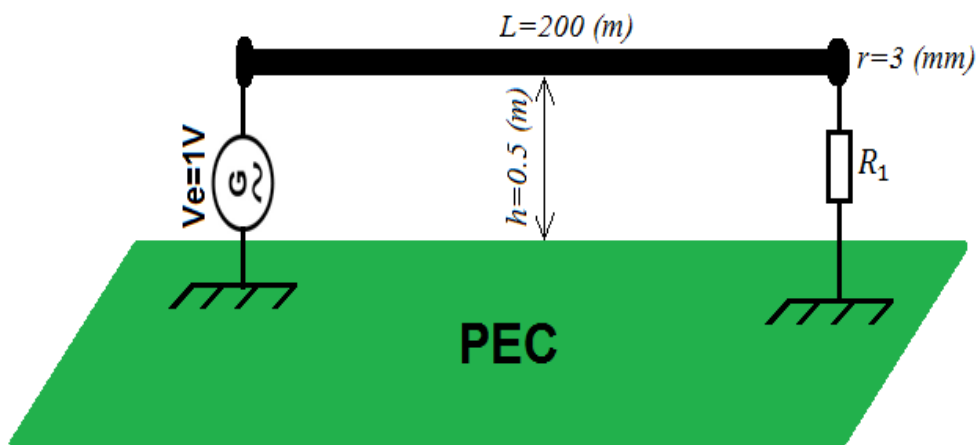 L=200 (m)
r=3 (mm)
Ve=1V
G
h=0.5 (m)
R₁
PEC